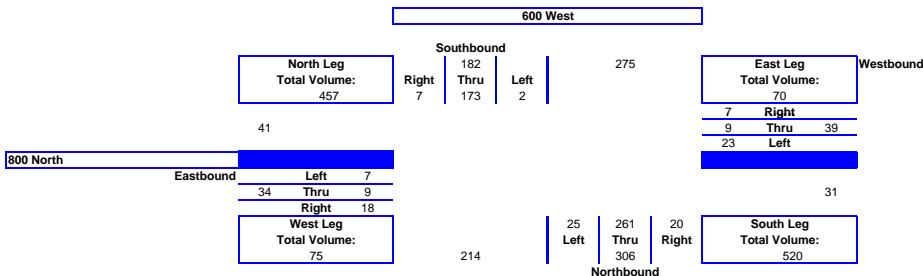 600 West
Southbound
North Leg 182 275 East Leg Westbound
Total Volume: Right Thru Left Total Volume:
457 7 173 2 70
7 Right
41 9 Thru 39
23 Left
800 North
Eastbound Left 7
34 Thru 9 31
Right 18
West Leg 25 261 20 South Leg
Total Volume: Left Thru Right Total Volume:
75 214 306 520
Northbound